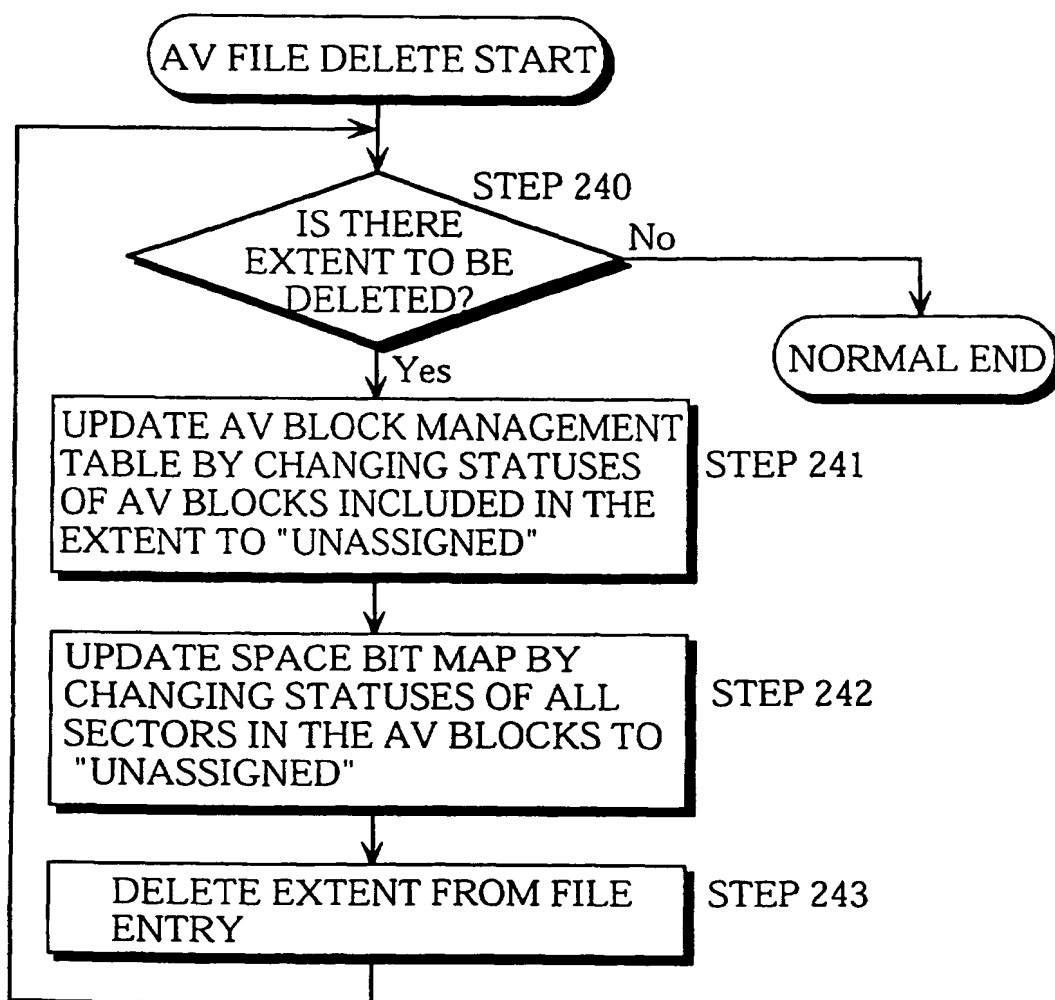 AV FILE DELETE START
STEP 240
IS THERE
EXTENT TO BE
DELETED?
No
NORMAL END
Yes
UPDATE AV BLOCK MANAGEMENT
TABLE BY CHANGING STATUSES
OF AV BLOCKS INCLUDED IN THE
EXTENT TO "UNASSIGNED"
STEP 241
UPDATE SPACE BIT MAP BY
CHANGING STATUSES OF ALL
SECTORS IN THE AV BLOCKS TO
"UNASSIGNED"
STEP 242
DELETE EXTENT FROM FILE
ENTRY
STEP 243